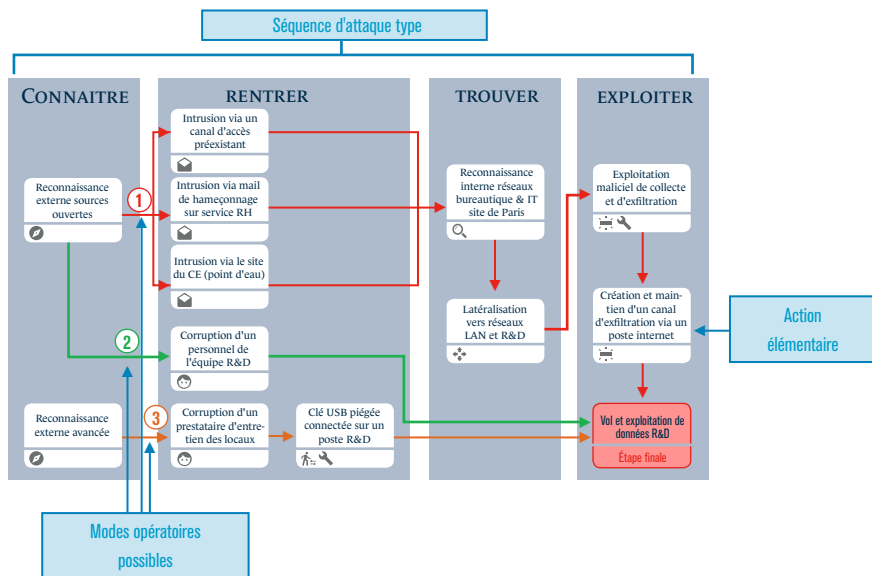 Séquence d'attaque type
CONNAITRE
RENTRER
TROUVER
EXPLOITER
Intrusion via un
canal d'accès
préexistant
Reconnaissance
externe sources
ouvertes
1
Intrusion via mail
de hameçonnage
sur service RH
Reconnaissance
interne réseaux
bureautique & IT
site de Paris
Exploitation
maliciel de collecte
et d'exfiltration
Intrusion via le site
du CE (point d'eau)
Latéralisation
vers réseaux
LAN et R&D
Création et main-
tien d'un canal
d'exfiltration via un
poste internet
Action
élémentaire
2
Corruption d'un
personnel de
l'équipe R&D
Reconnaissance
externe avancée
3
Corruption d'un
prestataire d'entre-
tien des locaux
Clé USB piégée
connectée sur un
poste R&D
Vol et exploitation de
données R&D
Étape finale
Modes opératoires
possibles